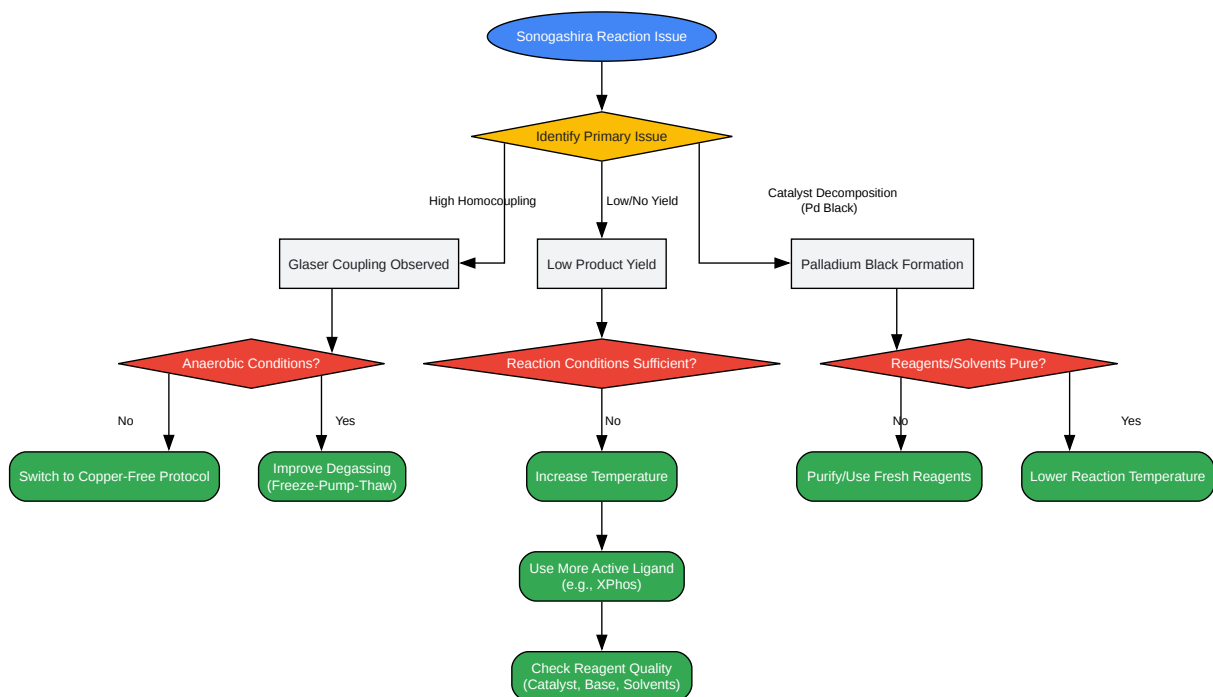 Sonogashira Reaction Issue
Identify Primary Issue
High Homocoupling
Low/No Yield
Catalyst Decomposition
(Pd Black)
Glaser Coupling Observed
Low Product Yield
Palladium Black Formation
Anaerobic Conditions?
Reaction Conditions Sufficient?
Reagents/Solvents Pure?
No
Yes
No
No
Yes
Switch to Copper-Free Protocol
Improve Degassing
(Freeze-Pump-Thaw)
Increase Temperature
Purify/Use Fresh Reagents
Lower Reaction Temperature
Use More Active Ligand
(e.g., XPhos)
Check Reagent Quality
(Catalyst, Base, Solvents)